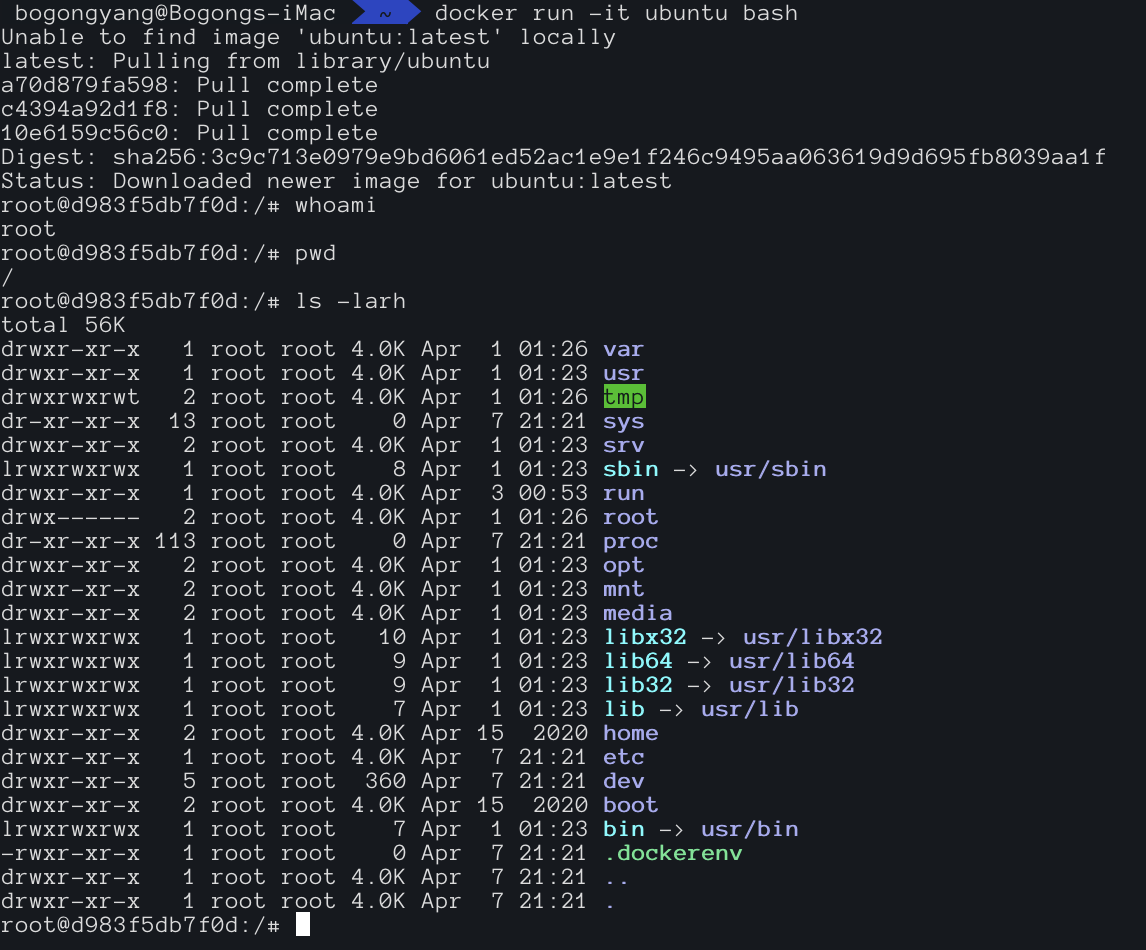 bogongyang@Bogongs-iMac ~ docker run -it ubuntu bash
Unable to find image 'ubuntu:latest' locally
latest: Pulling from library/ubuntu
a70d879fa598: Pull complete
c4394a92d1f8: Pull complete
10e6159c56c0: Pull complete
Digest: sha256:3c9c713e0979e9bd6061ed52ac1e9e1f246c9495aa063619d9d695fb8039aa1f
Status: Downloaded newer image for ubuntu:latest
root@d983f5db7f0d:/# whoami
root
root@d983f5db7f0d:/# pwd
/
root@d983f5db7f0d:/# ls -larh
total 56K
drwxr-xr-x   1 root root 4.0K Apr  1 01:26 var
drwxr-xr-x   1 root root 4.0K Apr  1 01:23 usr
drwxrwxrwt   2 root root 4.0K Apr  1 01:26 tmp
dr-xr-xr-x  13 root root    0 Apr  7 21:21 sys
drwxr-xr-x   2 root root 4.0K Apr  1 01:23 srv
lrwxrwxrwx   1 root root    8 Apr  1 01:23 sbin -> usr/sbin
drwxr-xr-x   1 root root 4.0K Apr  3 00:53 run
drwx------   2 root root 4.0K Apr  1 01:26 root
dr-xr-xr-x 113 root root    0 Apr  7 21:21 proc
drwxr-xr-x   2 root root 4.0K Apr  1 01:23 opt
drwxr-xr-x   2 root root 4.0K Apr  1 01:23 mnt
drwxr-xr-x   2 root root 4.0K Apr  1 01:23 media
lrwxrwxrwx   1 root root   10 Apr  1 01:23 libx32 -> usr/libx32
lrwxrwxrwx   1 root root    9 Apr  1 01:23 lib64 -> usr/lib64
lrwxrwxrwx   1 root root    9 Apr  1 01:23 lib32 -> usr/lib32
lrwxrwxrwx   1 root root    7 Apr  1 01:23 lib -> usr/lib
drwxr-xr-x   2 root root 4.0K Apr 15  2020 home
drwxr-xr-x   1 root root 4.0K Apr  7 21:21 etc
drwxr-xr-x   5 root root  360 Apr  7 21:21 dev
drwxr-xr-x   2 root root 4.0K Apr 15  2020 boot
lrwxrwxrwx   1 root root    7 Apr  1 01:23 bin -> usr/bin
-rwxr-xr-x   1 root root    0 Apr  7 21:21 .dockerenv
drwxr-xr-x   1 root root 4.0K Apr  7 21:21 ..
drwxr-xr-x   1 root root 4.0K Apr  7 21:21 .
root@d983f5db7f0d:/#